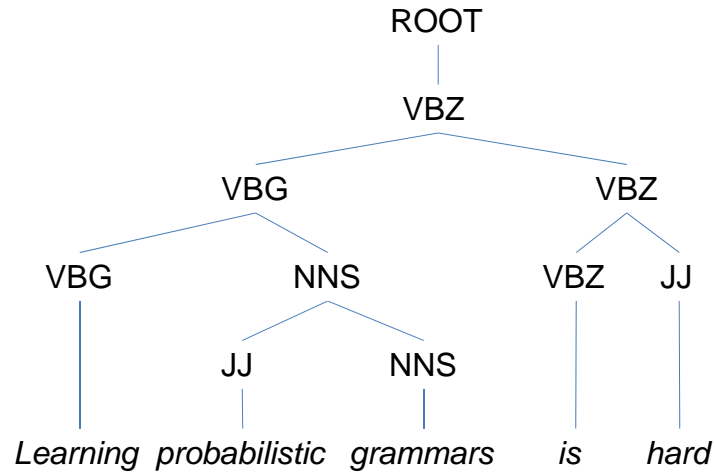 ROOT
VBZ
VBG VBZ
VBG NNS VBZ JJ
JJ NNS
Learning probabilistic grammars is hard